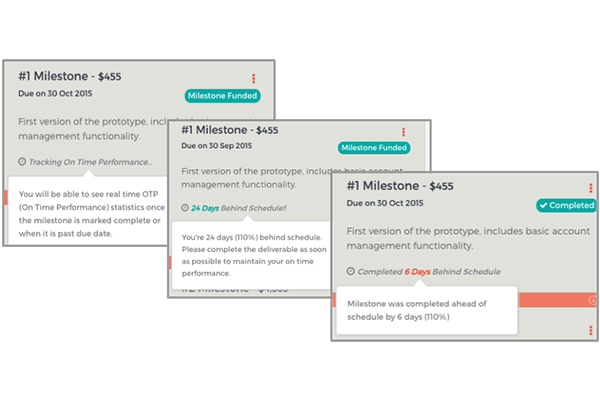 #1 Milestone - $455
Due on 30 Oct 2015
Milestone Funded
First version of the prototype,
management functionality.
Tracking On Time Performance...
You will be able to see real time OTP
(On Time Performance) statistics once
the milestone is marked complete or
when it is past due date.
#1 Milestone - $455
Due on 30 Sep 2015
Milestone Funded
First version of the prototype, includes basic account
management functionality.
24 Days Behind Schedule!!
You're 24 days (110%) behind schedule.
Please complete the deliverable as soon
as possible to maintain your on time
performance.
#1 Milestone - $455
Due on 30 Oct 2015
Completed
First version of the prototype, includes basic account
management functionality.
Completed 6 Days Behind Schedule
Milestone was completed ahead of
schedule by 6 days (110%)